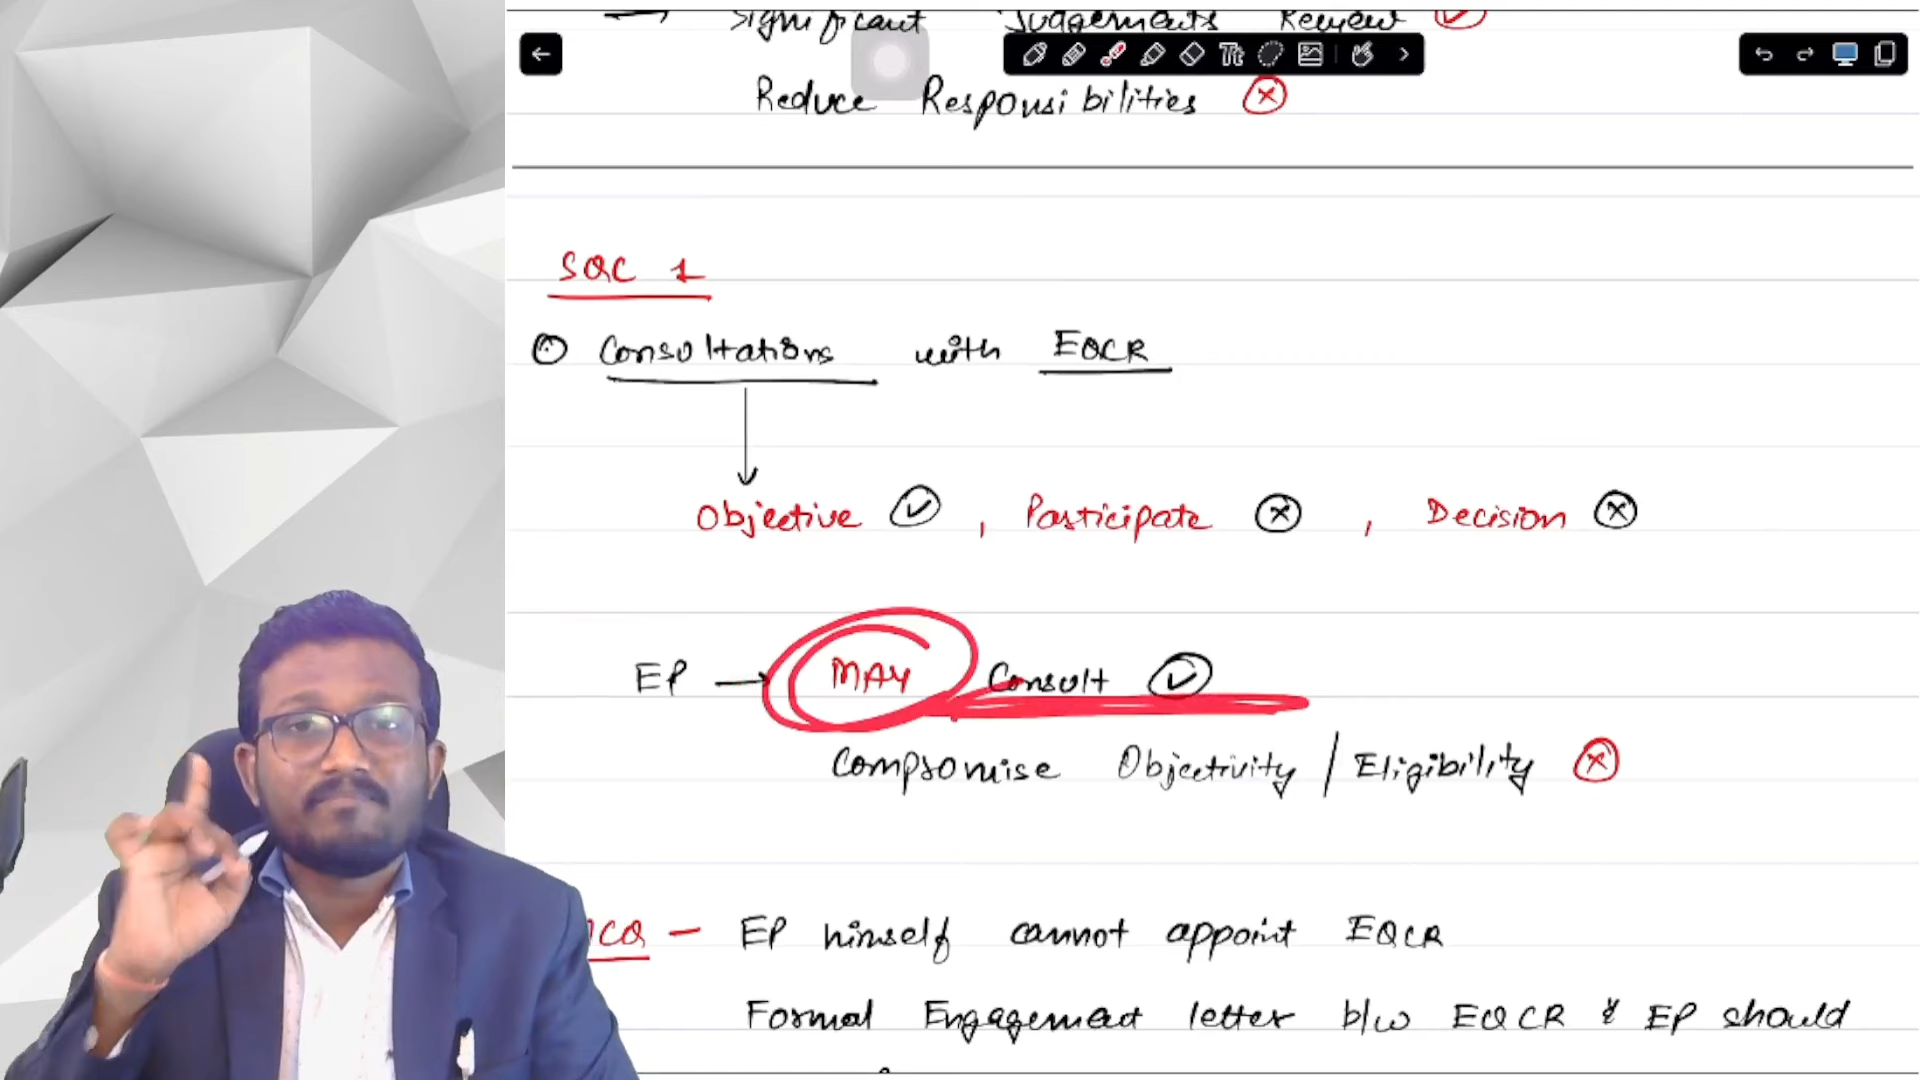 Significant Judgements Review
Reduce Responsibilities
SQC 1
Consultations with EQCR
Objective , Participate , Decision
EP → MAY Consult
Compromise Objectivity / Eligibility
CQ - EP himself cannot appoint EQCR
Formal Engagement letter b/w EQCR & EP should